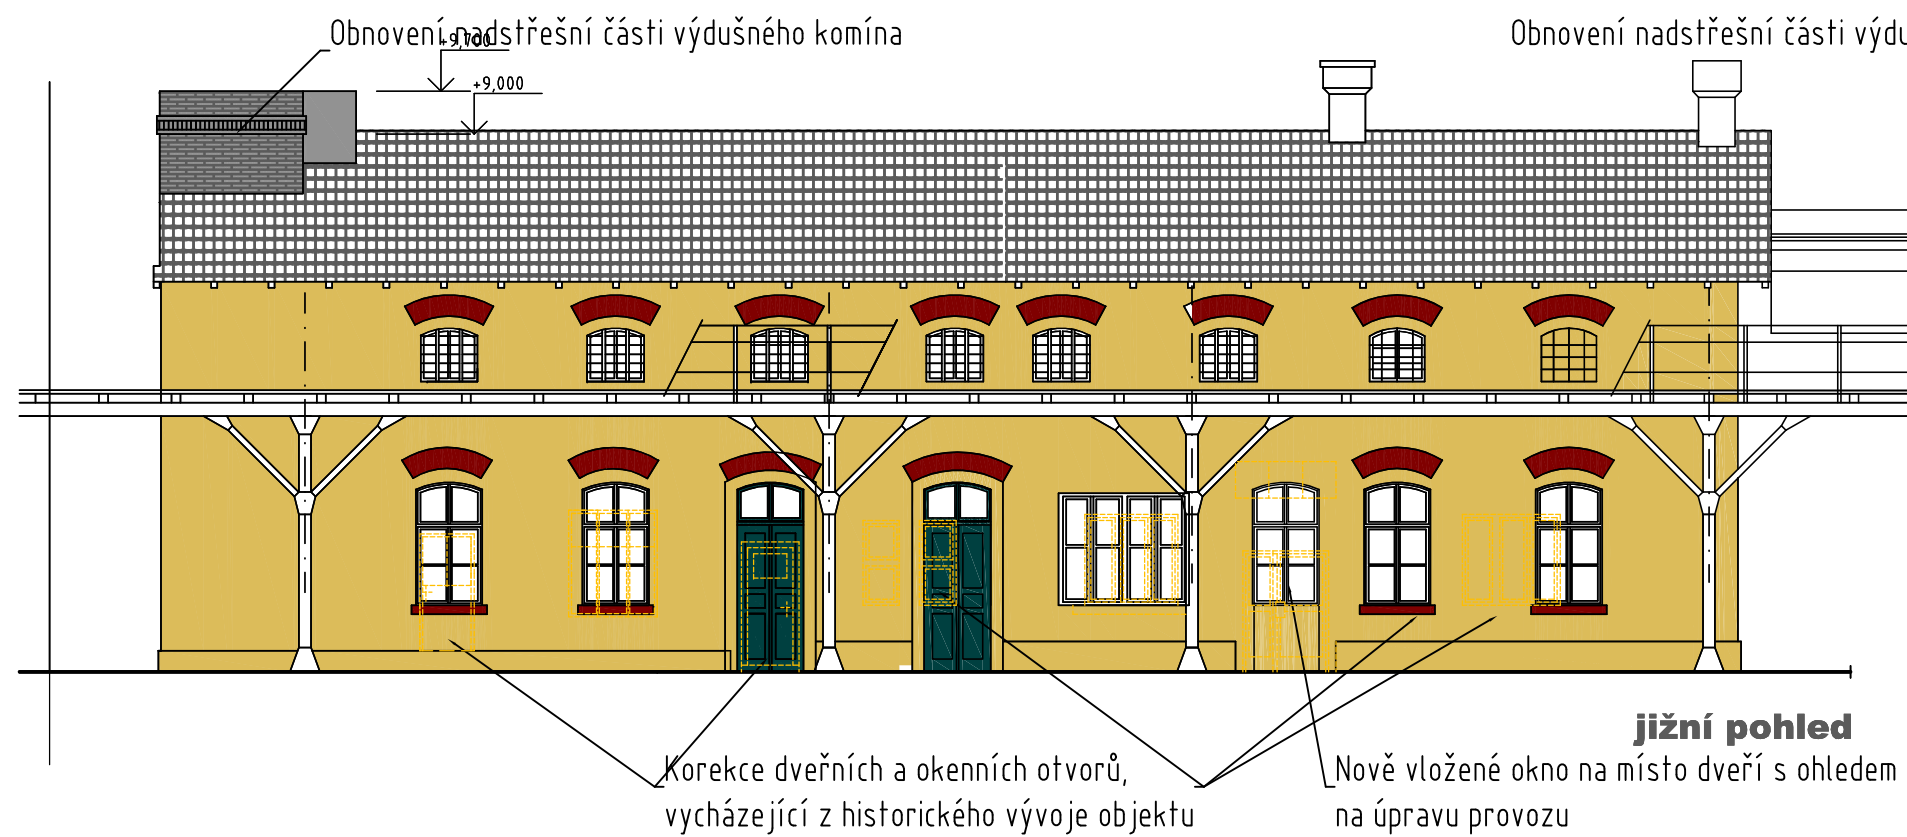 Obnovení nadstřešní části výdušného komína
Obnovení nadstřešní části výdu
+9,700
+9,000
jižní pohled
Korekce dveřních a okenních otvorů,
vycházející z historického vývoje objektu
Nově vložené okno na místo dveří s ohledem
na úpravu provozu